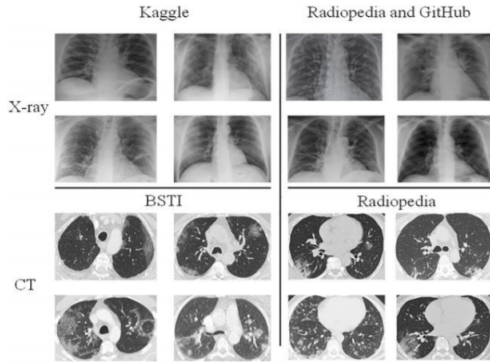 Kaggle
Radiopedia and GitHub
X-ray
BSTI
Radiopedia
CT